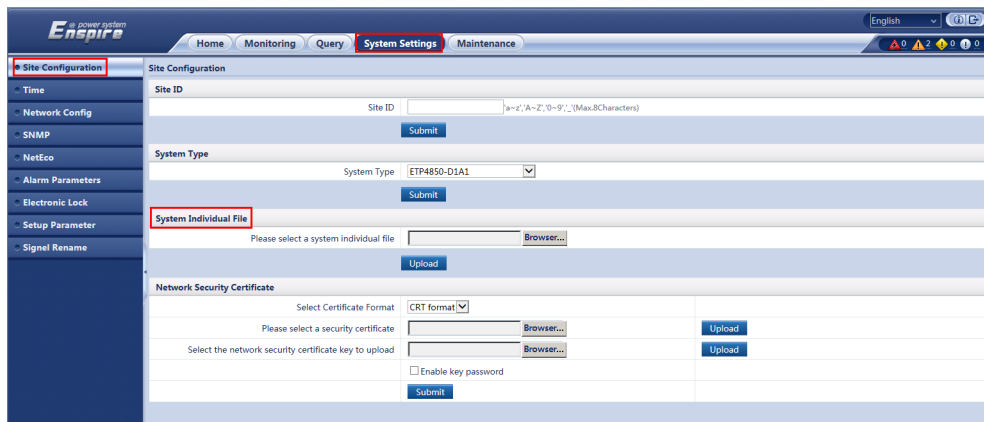 English
e power system
Enspire
Home Monitoring Query System Settings Maintenance
0 2 0 0
Site Configuration
Time
Network Config
SNMP
NetEco
Alarm Parameters
Electronic Lock
Setup Parameter
Signel Rename
Site Configuration
Site ID
Site ID 'a~z','A~Z','0~9','_'(Max.8Characters)
Submit
System Type
System Type ETP4850-D1A1
Submit
System Individual File
Please select a system individual file Browser...
Upload
Network Security Certificate
Select Certificate Format CRT format
Please select a security certificate Browser... Upload
Select the network security certificate key to upload Browser... Upload
Enable key password
Submit